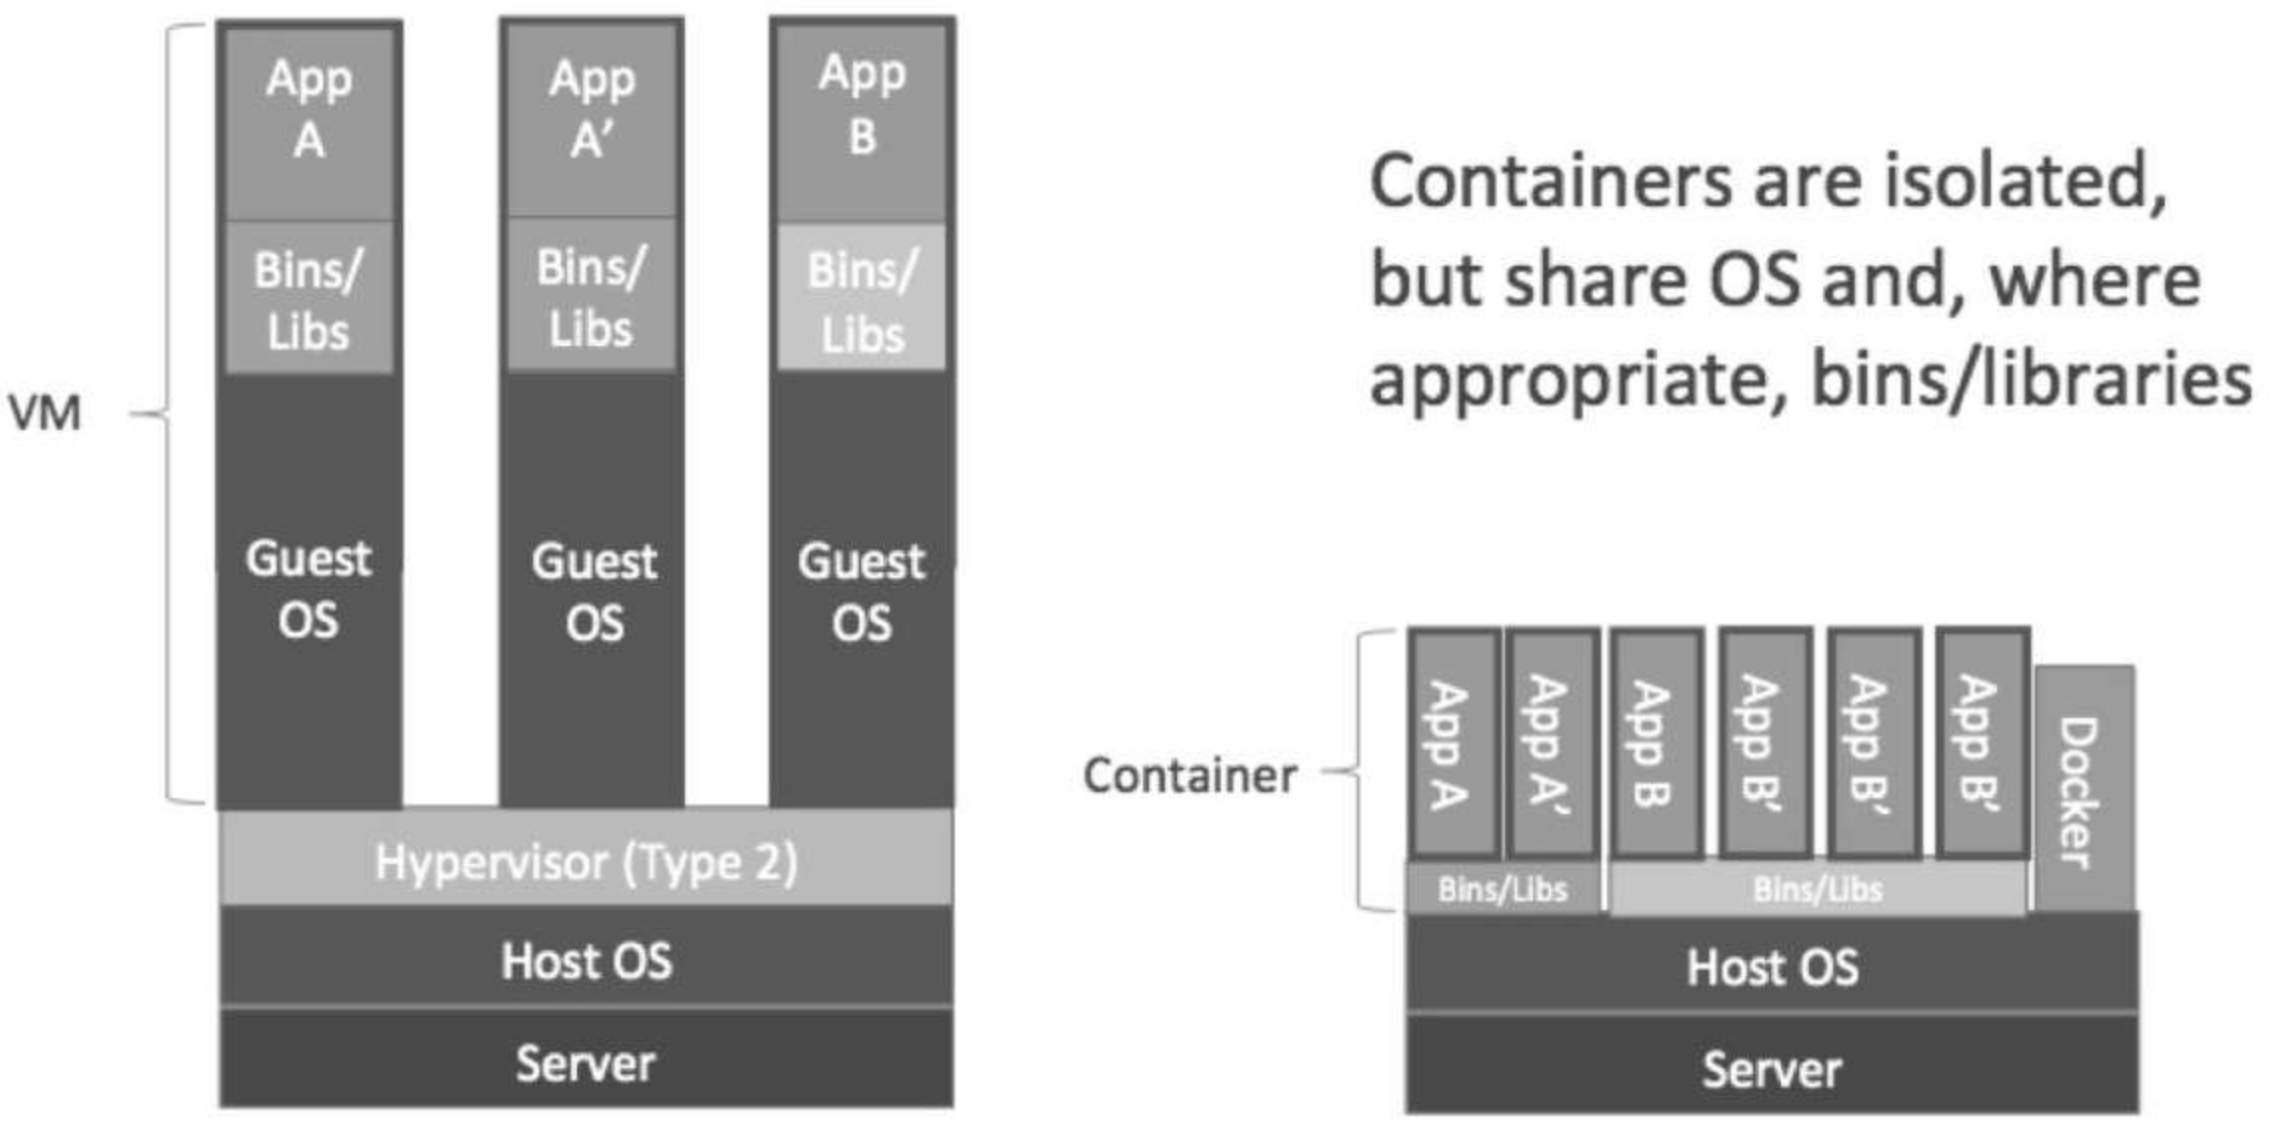 App
A
App
A’
App
B
Bins/
Libs
Bins/
Libs
Bins/
Libs
VM
Guest
OS
Guest
OS
Guest
OS
Hypervisor (Type 2)
Host OS
Server
Containers are isolated,
but share OS and, where
appropriate, bins/libraries
Container
App A
App A’
App B
App B’
App B’
App B’
Docker
Bins/Libs
Bins/Libs
Host OS
Server